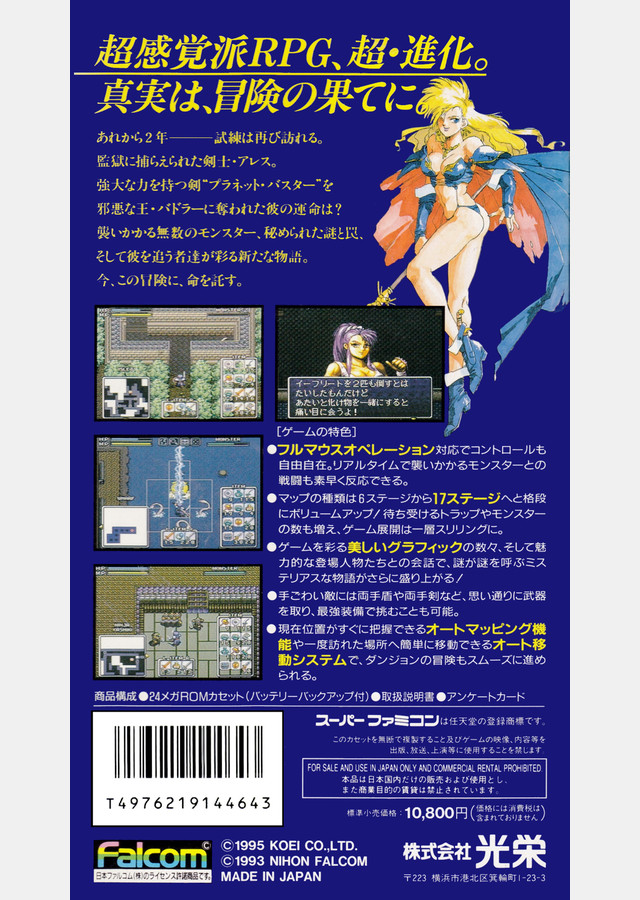 超感覚派RPG、超・進化。
真実は、冒険の果てに。
あれから2年———試練は再び訪れる。
監獄に捕らえられた剣士・アレス。
強大な力を持つ剣“プラネット・バスター”を
邪悪な王・バドラーに奪われた彼の運命は？
襲いかかる無数のモンスター、秘められた謎と罠、
そして彼を追う者達が彩る新たな物語。
今、この冒険に、命を託す。
イーフリートを2匹も倒すとは
たいしたもんだけど
あたいと化け物を一緒にすると
痛い目に会うよ！
［ゲームの特色］
●フルマウスオペレーション対応でコントロールも
自由自在。リアルタイムで襲いかかるモンスターとの
戦闘も素早く反応できる。
●マップの種類は6ステージから17ステージへと格段
にボリュームアップ！待ち受けるトラップやモンスター
の数も増え、ゲーム展開は一層スリリングに。
●ゲームを彩る美しいグラフィックの数々、そして魅
力的な登場人物たちとの会話で、謎が謎を呼ぶミス
テリアスな物語がさらに盛り上がる！
●手ごわい敵には両手盾や両手剣など、思い通りに武器
を取り、最強装備で挑むことも可能。
●現在位置がすぐに把握できるオートマッピング機
能や一度訪れた場所へ簡単に移動できるオート移
動システムで、ダンジョンの冒険もスムーズに進め
られる。
商品構成●24メガROMカセット（バッテリーバックアップ付）●取扱説明書●アンケートカード
スーパーファミコンは任天堂の登録商標です。
このカセットを無断で複製すること及びゲームの映像、内容等を
出版、放送、上演等に使用することを禁じます。
FOR SALE AND USE IN JAPAN ONLY AND COMMERCIAL RENTAL PROHIBITED.
本品は日本国内だけの販売および使用とし、
また商業目的の賃貸は禁止されています。
T4976219144643
標準小売価格：10,800円（価格には消費税は含まれておりません）
Falcom©
日本ファルコム（株）のライセンス許諾商品です。
©1995 KOEI CO.,LTD.
©1993 NIHON FALCOM
MADE IN JAPAN
株式会社光栄
〒223 横浜市港北区箕輪町1-23-3